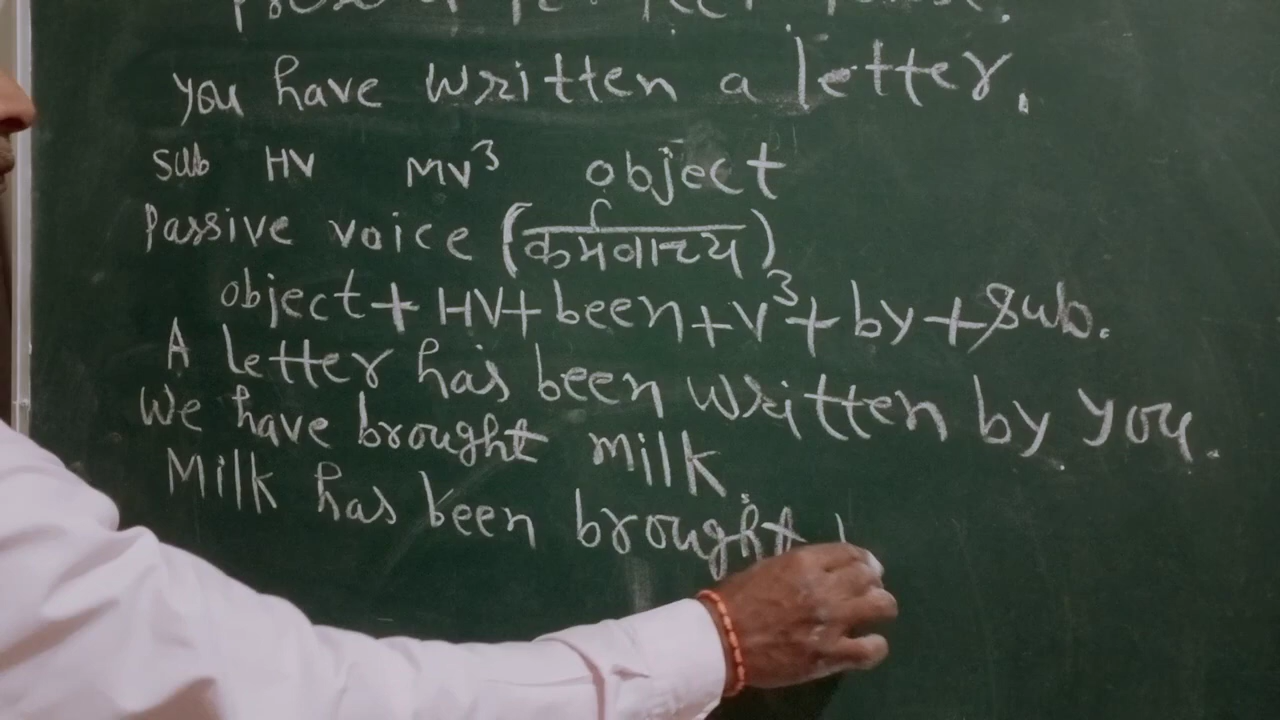 you have written a letter.
sub HV MV³ object
Passive voice (कर्मवाच्य)
object + HV + been + V³ + by + sub.
A letter has been written by you.
We have brought milk.
Milk has been brought